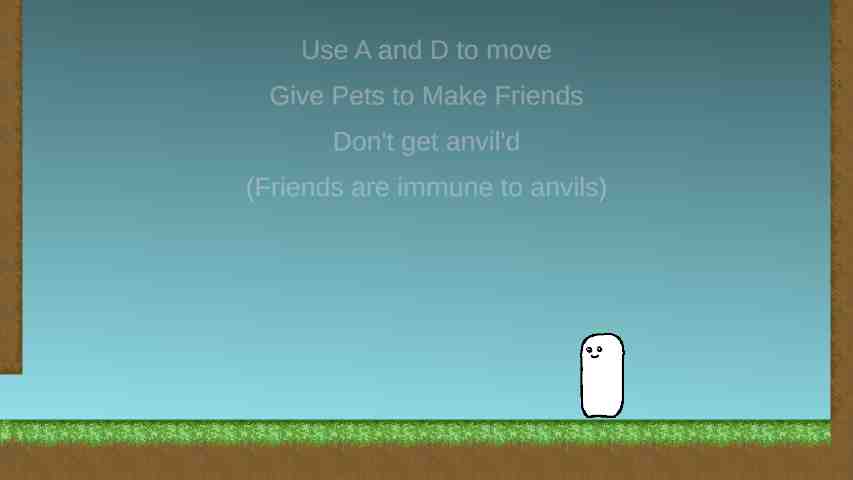 Use A and D to move
Give Pets to Make Friends
Don't get anvil'd
(Friends are immune to anvils)